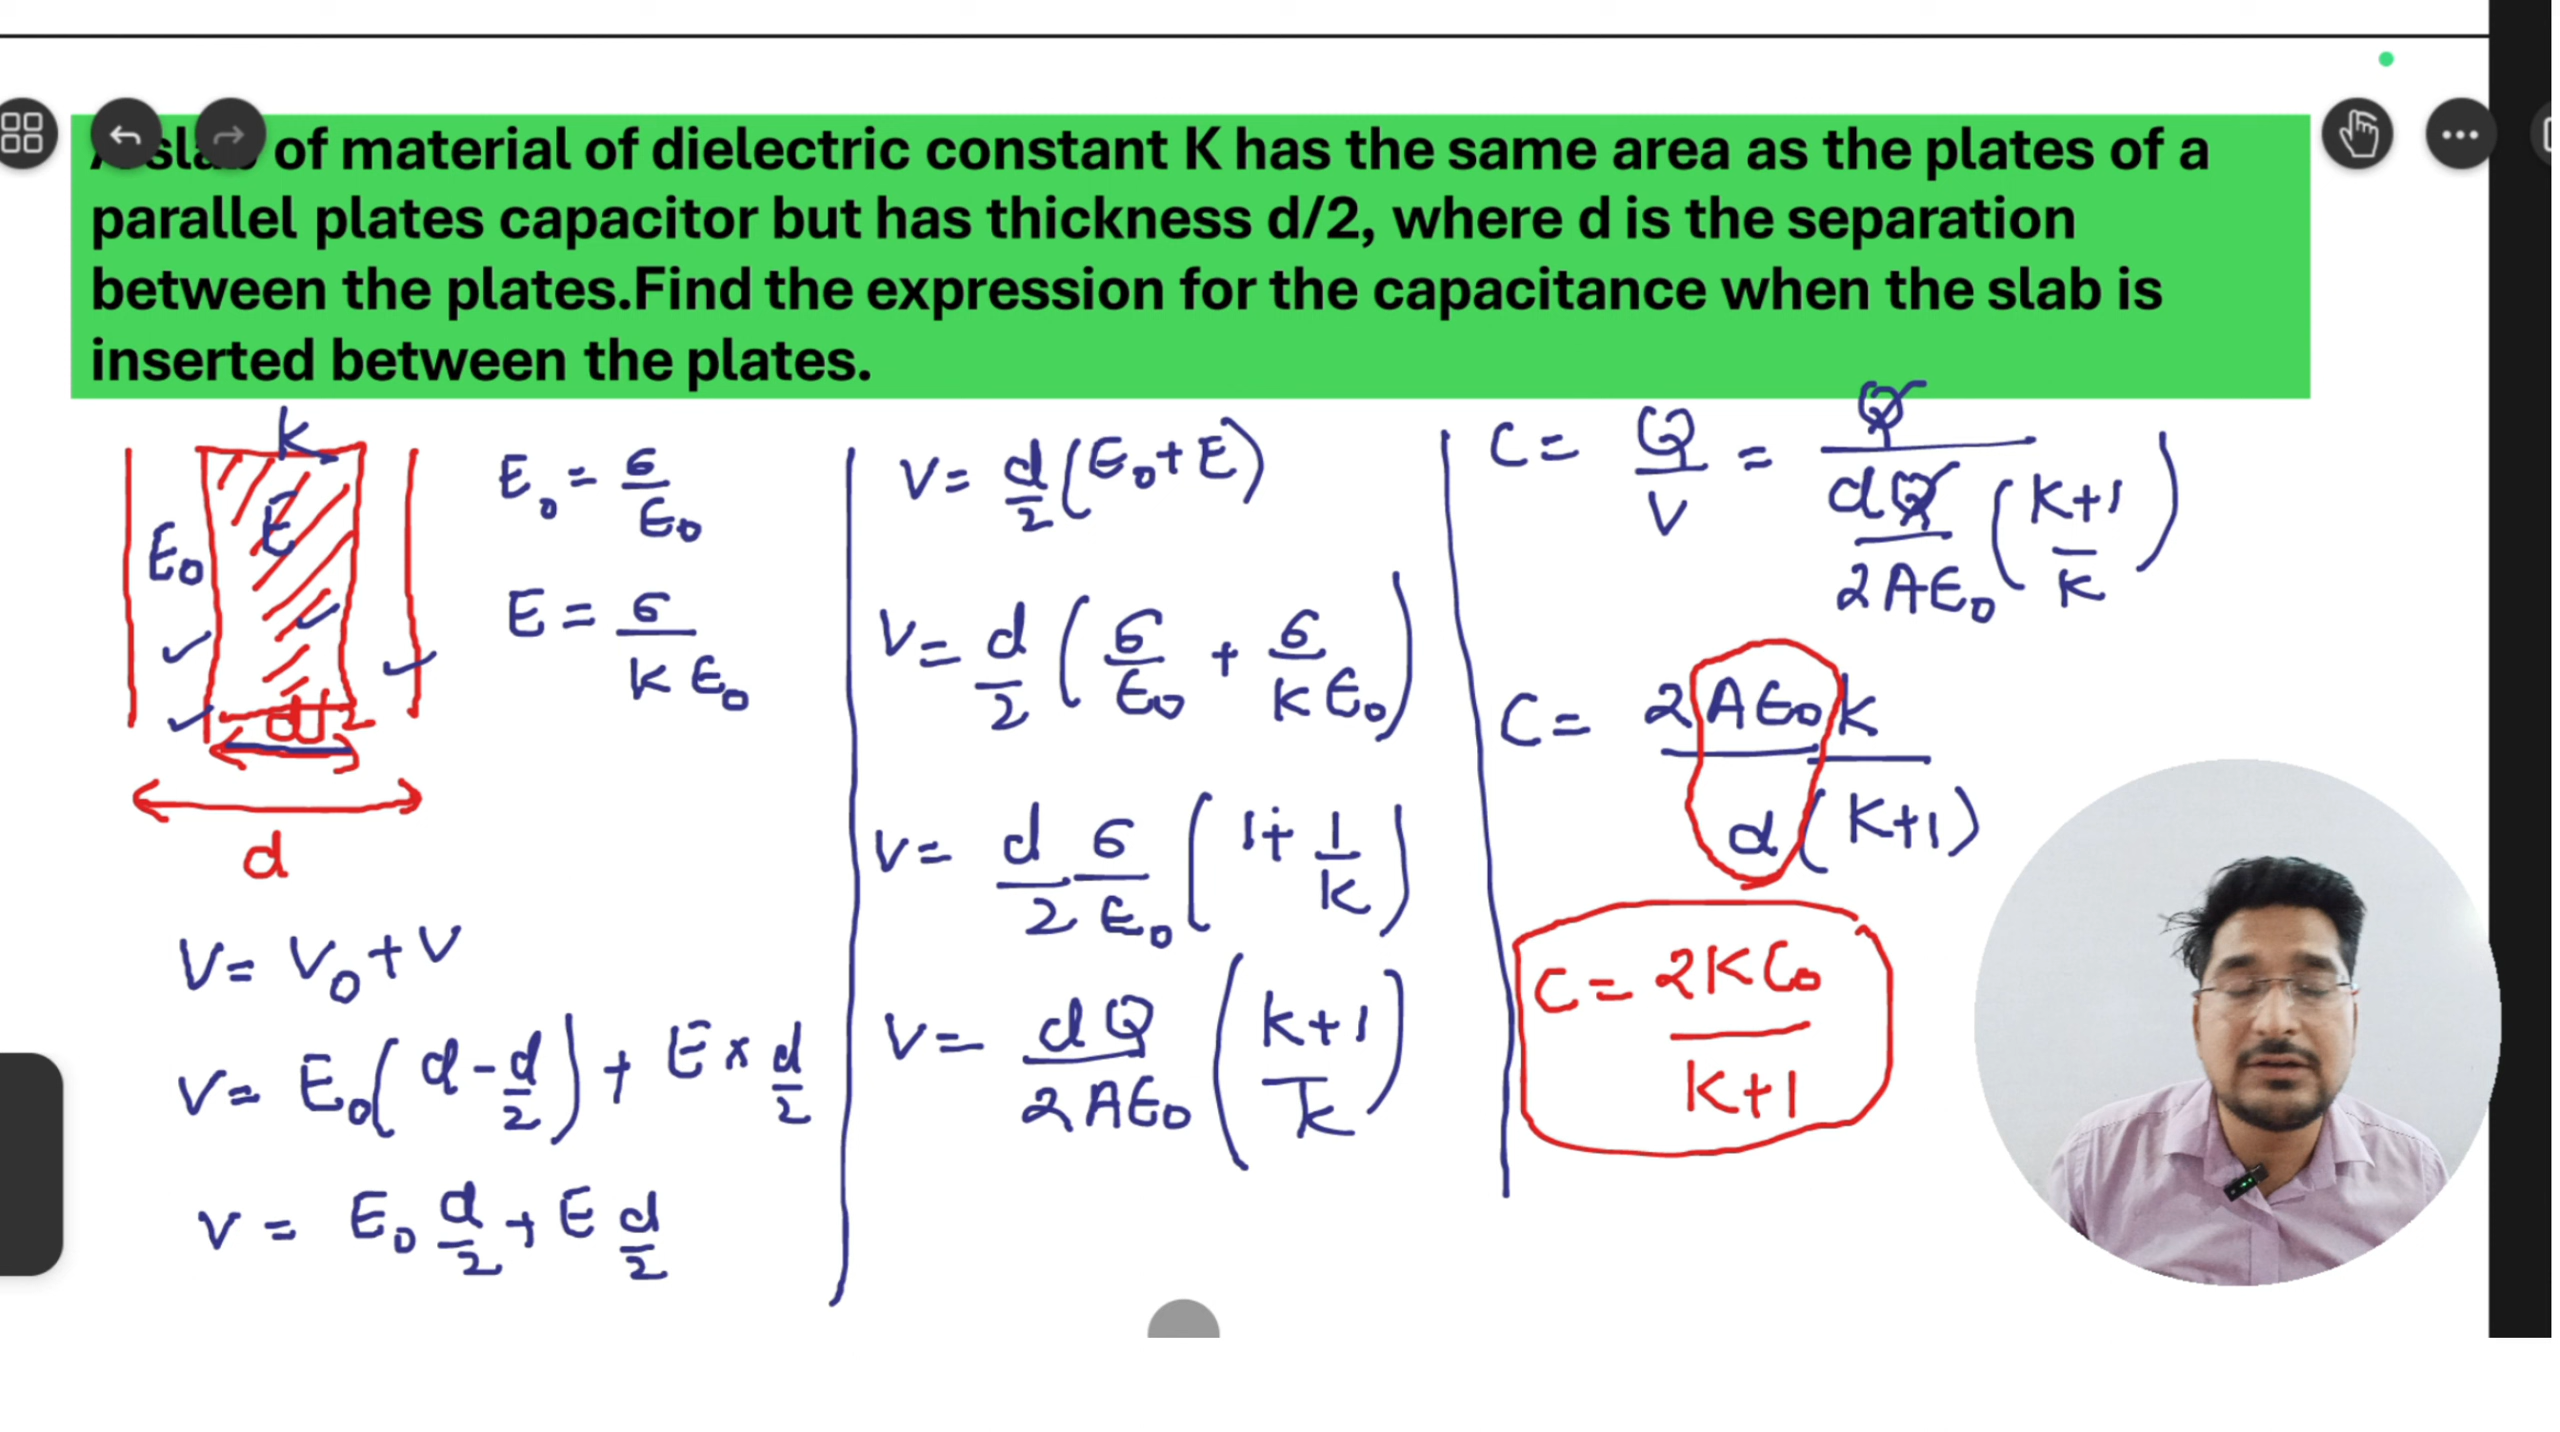 slab of material of dielectric constant K has the same area as the plates of a
parallel plates capacitor but has thickness d/2, where d is the separation
between the plates.Find the expression for the capacitance when the slab is
inserted between the plates.
K
E
E₀
d/2
d
E₀ = σ/ε₀
E = σ/(K ε₀)
V = V₀ + V
V = E₀(d - d/2) + E × d/2
V = E₀ d/2 + E d/2
V = d/2 (E₀ + E)
V = d/2 (σ/ε₀ + σ/(K ε₀))
V = d/2 σ/ε₀ (1 + 1/K)
V = dQ/(2Aε₀) ((K+1)/K)
C = Q/V = Q/(dQ/(2Aε₀) ((K+1)/K))
C = 2Aε₀K/(d(K+1))
C = 2KC₀/(K+1)